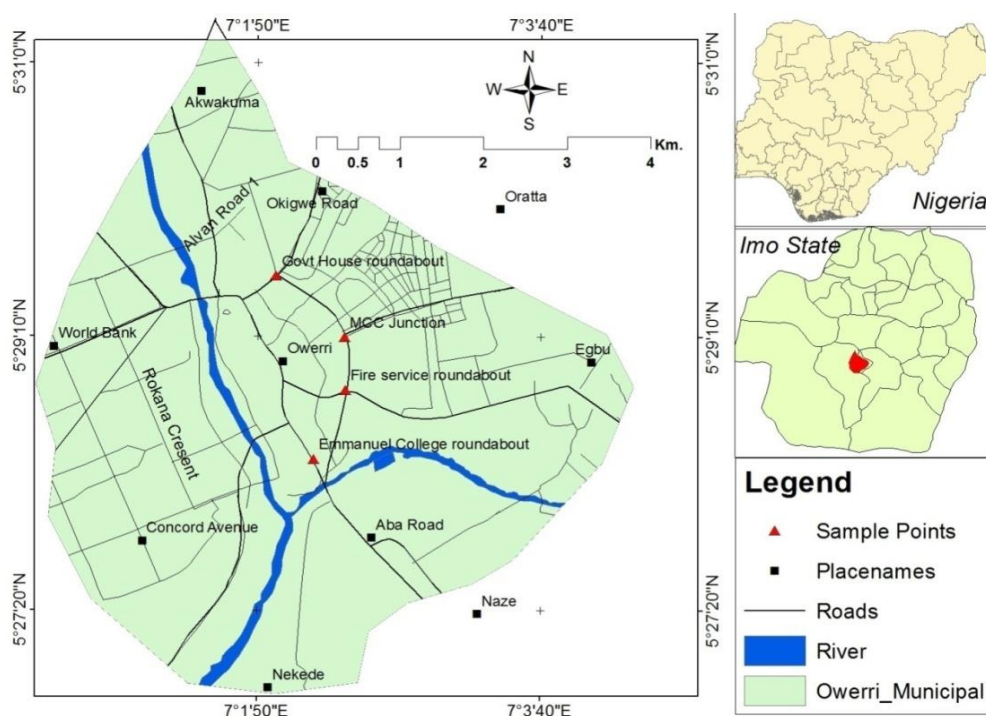 7°1'50"E
7°3'40"E
5°31'0"N
5°31'0"N
N
W
E
S
Akwakuma
0
0.5
1
2
3
4
Km.
Okigwe Road
Oratta
Alvan Road 1
Govt House roundabout
5°29'10"N
5°29'10"N
World Bank
MCC Junction
Owerri
Egbu
Fire service roundabout
Rokana Cresent
Emmanuel College roundabout
Concord Avenue
Aba Road
5°27'20"N
5°27'20"N
Naze
Nekede
7°1'50"E
7°3'40"E
Nigeria
Imo State
Legend
Sample Points
Placenames
Roads
River
Owerri_Municipal